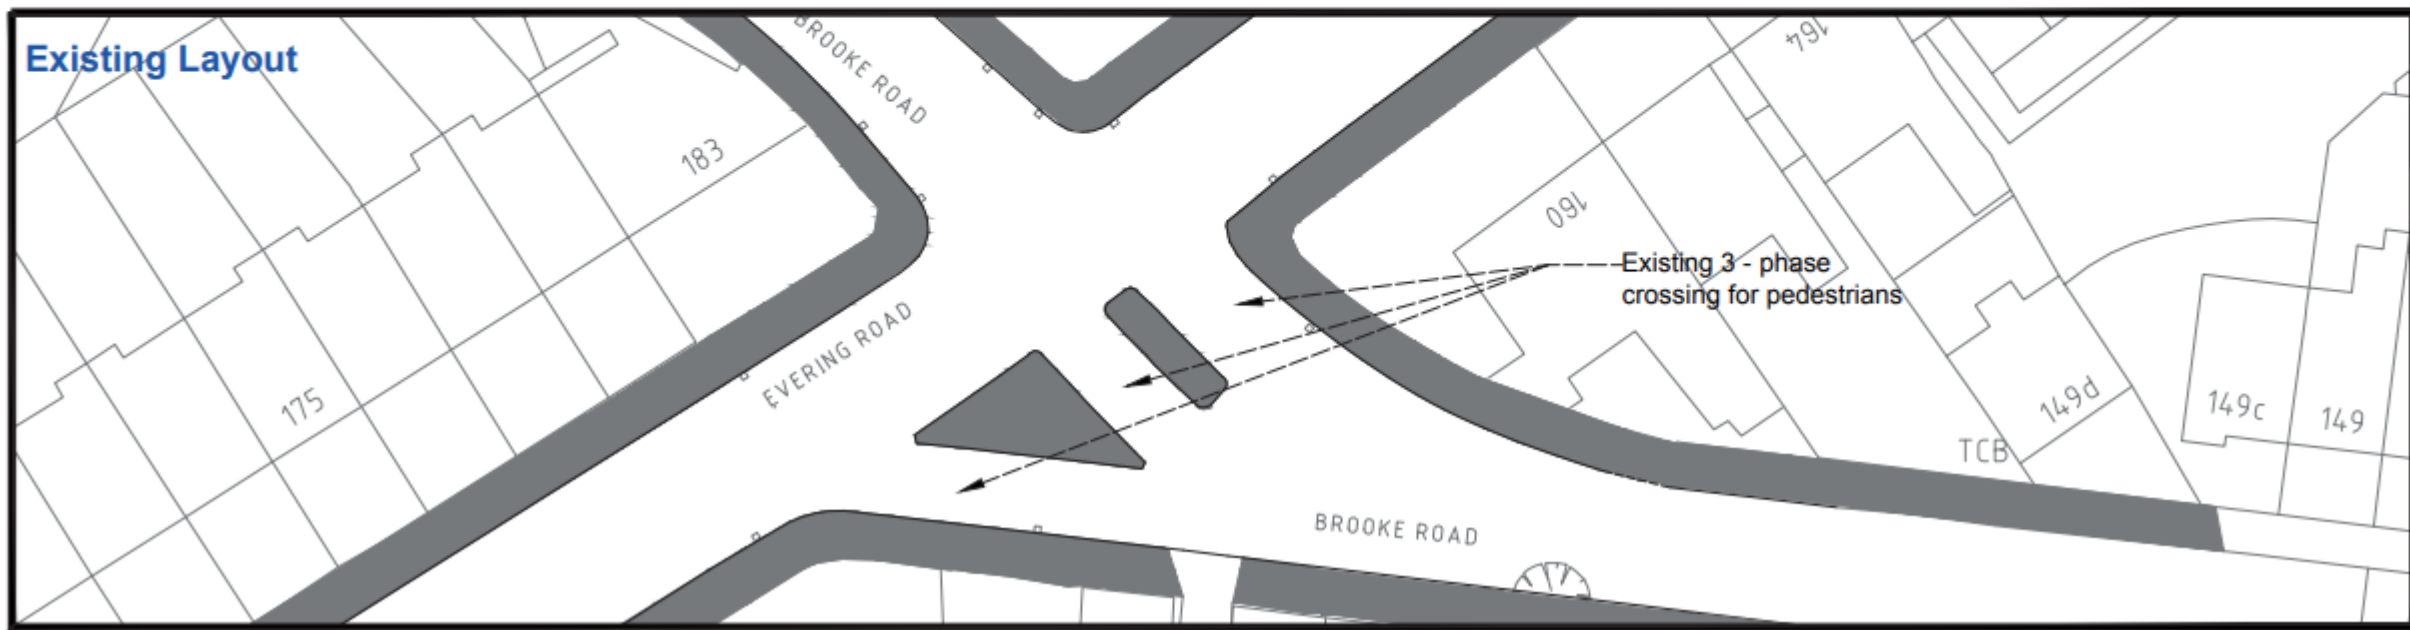 Existing Layout
BROOKE ROAD
164
183
160
Existing 3 - phase
crossing for pedestrians
EVERING ROAD
175
149d
149c
149
TCB
BROOKE ROAD